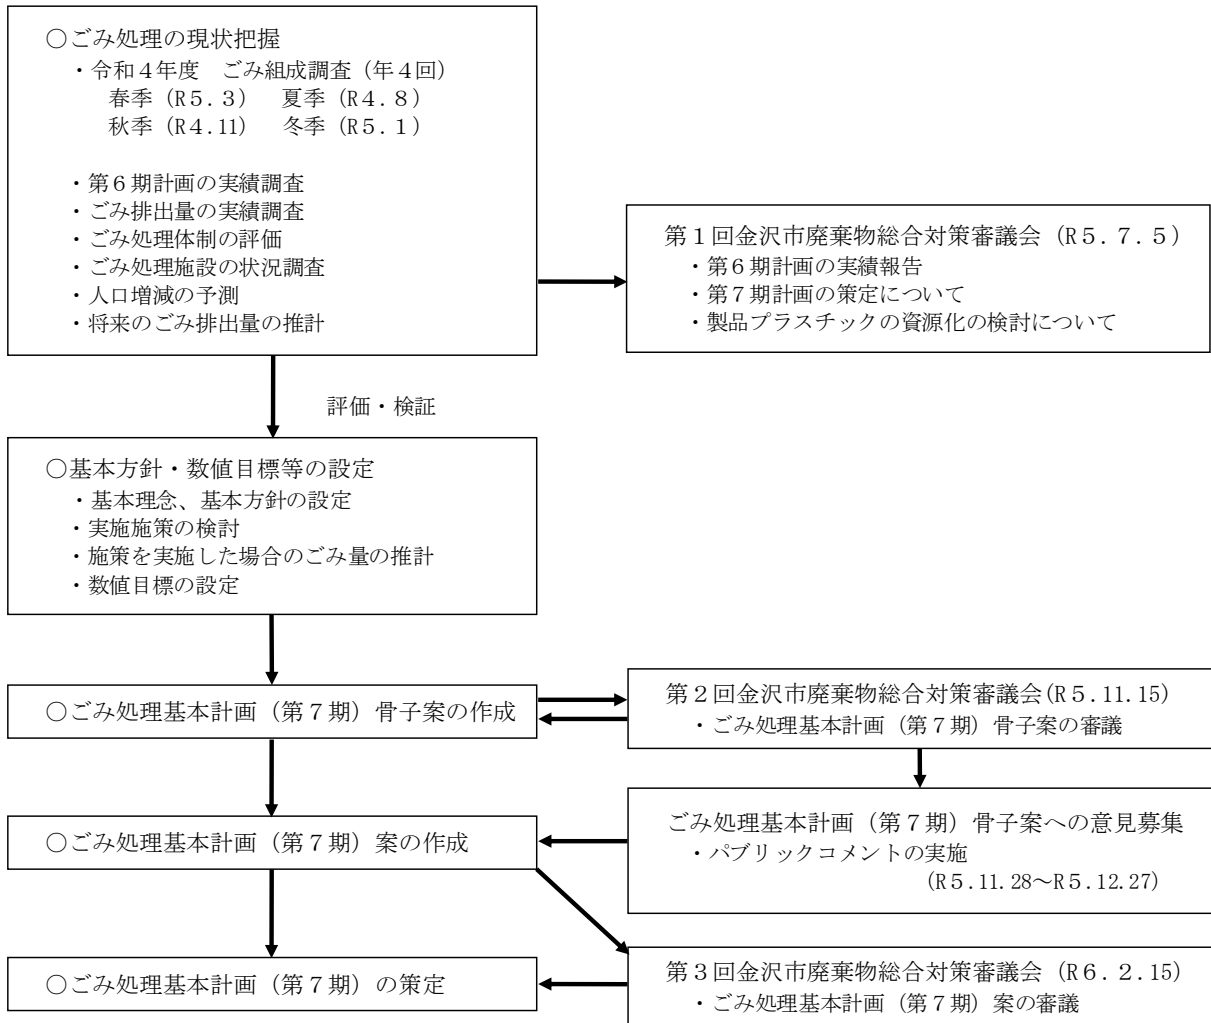 ○ごみ処理の現状把握
・令和４年度　ごみ組成調査（年４回）
春季（R５.３）　夏季（R４.８）
秋季（R４.11）　冬季（R５.１）
・第６期計画の実績調査
・ごみ排出量の実績調査
・ごみ処理体制の評価
・ごみ処理施設の状況調査
・人口増減の予測
・将来のごみ排出量の推計
第１回金沢市廃棄物総合対策審議会（R５.７.５）
・第６期計画の実績報告
・第７期計画の策定について
・製品プラスチックの資源化の検討について
評価・検証
○基本方針・数値目標等の設定
・基本理念、基本方針の設定
・実施施策の検討
・施策を実施した場合のごみ量の推計
・数値目標の設定
○ごみ処理基本計画（第７期）骨子案の作成
第２回金沢市廃棄物総合対策審議会(R５.11.15)
・ごみ処理基本計画（第７期）骨子案の審議
ごみ処理基本計画（第７期）骨子案への意見募集
・パブリックコメントの実施
(R５.11.28～R５.12.27)
○ごみ処理基本計画（第７期）案の作成
○ごみ処理基本計画（第７期）の策定
第３回金沢市廃棄物総合対策審議会（R６.２.15）
・ごみ処理基本計画（第７期）案の審議